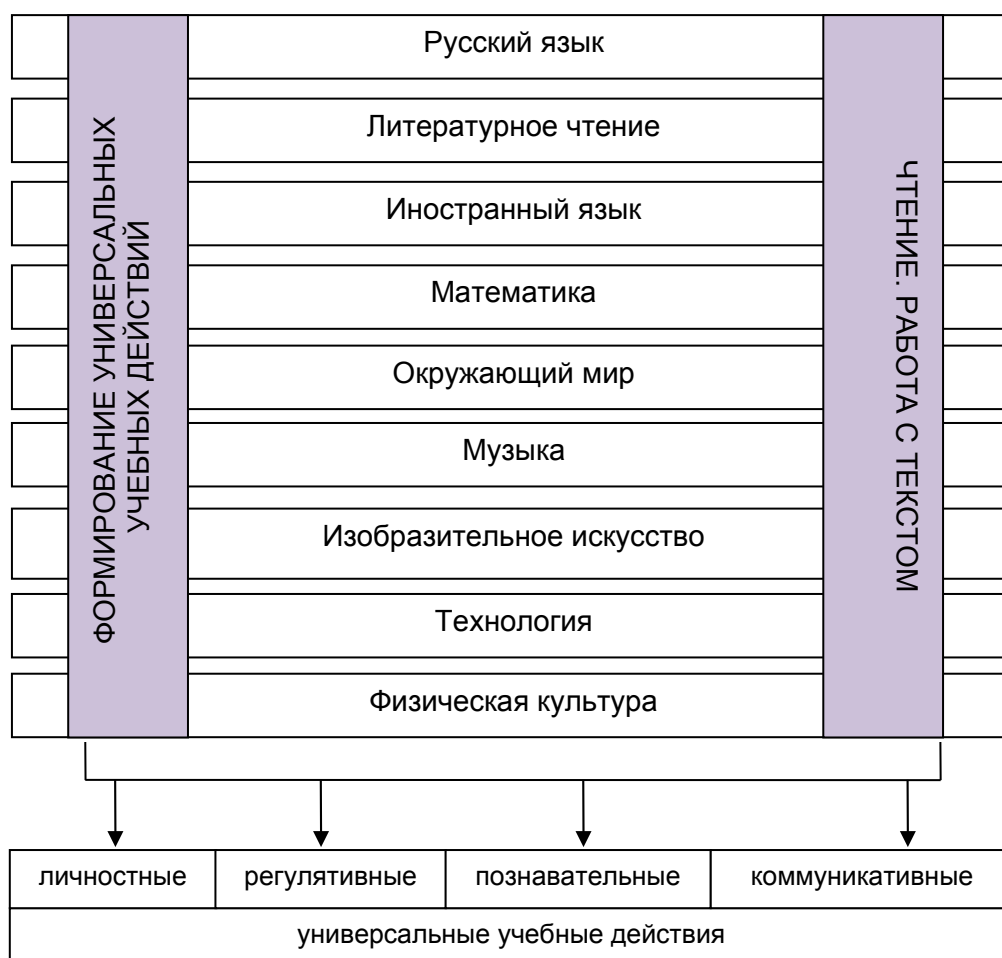 Русский язык
Литературное чтение
Иностранный язык
Математика
Окружающий мир
Музыка
Изобразительное искусство
Технология
Физическая культура
ФОРМИРОВАНИЕ УНИВЕРСАЛЬНЫХ
УЧЕБНЫХ ДЕЙСТВИЙ
ЧТЕНИЕ. РАБОТА С ТЕКСТОМ
личностные
регулятивные
познавательные
коммуникативные
универсальные учебные действия